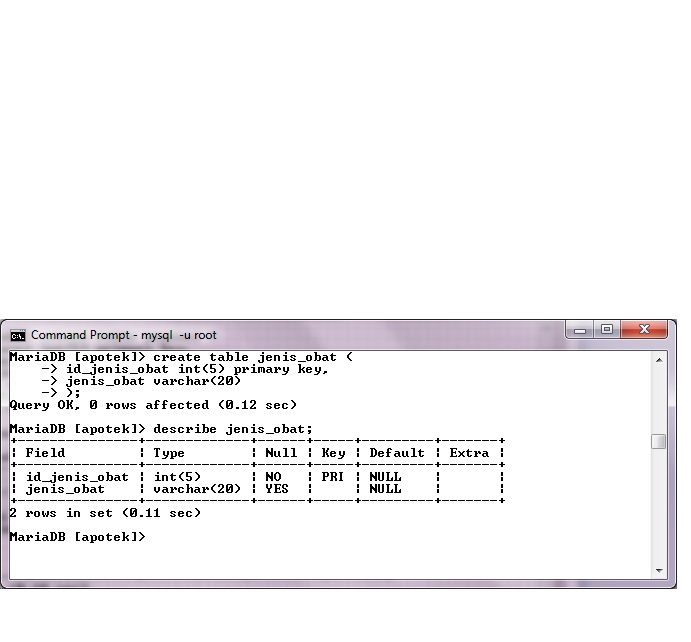 Command Prompt - mysql  -u root
MariaDB [apotek]> create table jenis_obat (
    -> id_jenis_obat int(5) primary key,
    -> jenis_obat varchar(20)
    -> );
Query OK, 0 rows affected (0.12 sec)
MariaDB [apotek]> describe jenis_obat;
+---------------+-------------+------+-----+---------+-------+
| Field         | Type        | Null | Key | Default | Extra |
+---------------+-------------+------+-----+---------+-------+
| id_jenis_obat | int(5)      | NO   | PRI | NULL    |       |
| jenis_obat    | varchar(20) | YES  |     | NULL    |       |
+---------------+-------------+------+-----+---------+-------+
2 rows in set (0.11 sec)
MariaDB [apotek]>